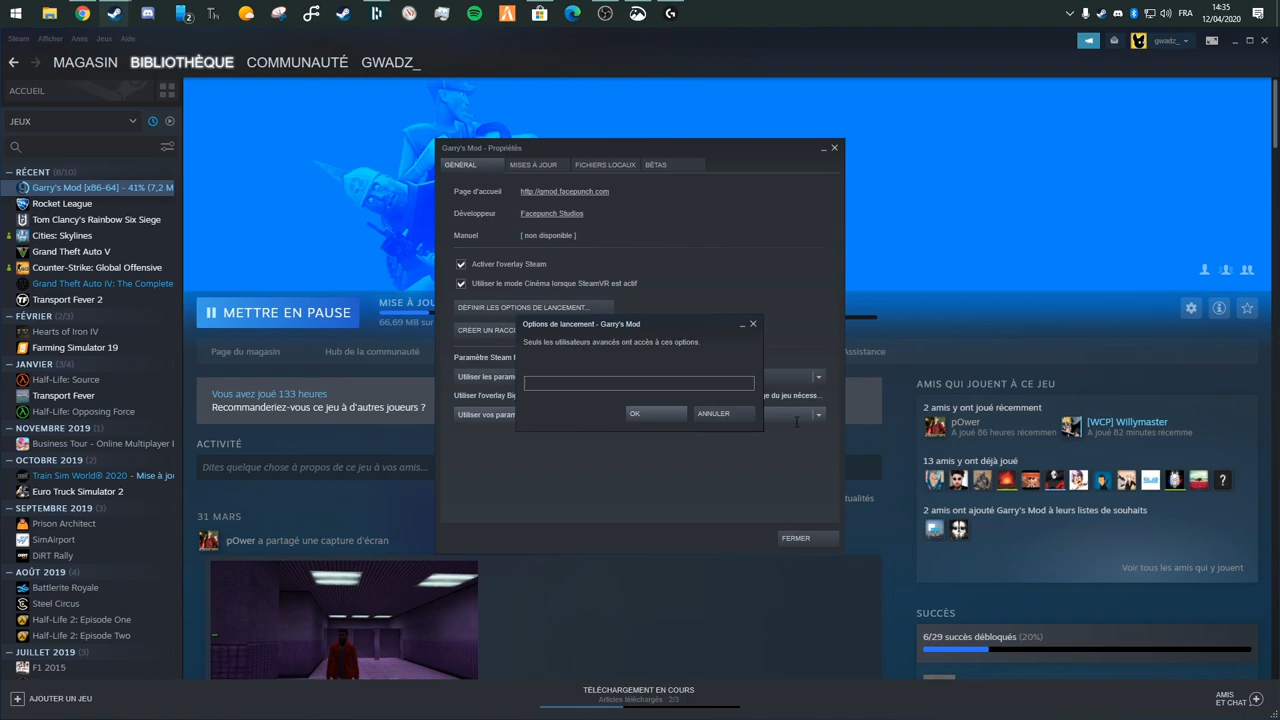 14:35
FRA
12/04/2020
Steam Afficher Amis Jeux Aide
gwadz_
MAGASIN BIBLIOTHÈQUE COMMUNAUTÉ GWADZ_
ACCUEIL
JEUX
RÉCENT (6/10)
Garry's Mod [x86-64] - 41% (7,2 M
Rocket League
Tom Clancy's Rainbow Six Siege
Cities: Skylines
Grand Theft Auto V
Counter-Strike: Global Offensive
Grand Theft Auto IV: The Complete
Transport Fever 2
FÉVRIER (2)
Hearts of Iron IV
Farming Simulator 19
JANVIER (3/4)
Half-Life: Source
Transport Fever
Half-Life: Opposing Force
NOVEMBRE 2019 (1)
Business Tour - Online Multiplayer
OCTOBRE 2019 (2)
Train Sim World® 2020 - Mise à jo
Euro Truck Simulator 2
SEPTEMBRE 2019 (3)
Prison Architect
SimAirport
DiRT Rally
AOÛT 2019 (4)
Battlerite Royale
Steel Circus
Half-Life 2: Episode One
Half-Life 2: Episode Two
JUILLET 2019 (3)
F1 2015
AJOUTER UN JEU
METTRE EN PAUSE
MISE À JOU
66,69 MB sur
Page du magasin
Hub de la communauté
Assistance
Vous avez joué 133 heures
Recommanderiez-vous ce jeu à d'autres joueurs ?
ACTIVITÉ
Dites quelque chose à propos de ce jeu à vos amis...
31 MARS
pOwer a partagé une capture d'écran
Garry's Mod - Propriétés
GÉNÉRAL MISES À JOUR FICHIERS LOCAUX BÊTAS
Page d'accueil http://gmod.facepunch.com
Développeur Facepunch Studios
Manuel [ non disponible ]
Activer l'overlay Steam
Utiliser le mode Cinéma lorsque SteamVR est actif
DÉFINIR LES OPTIONS DE LANCEMENT...
CRÉER UN RACCO
Paramètre Steam I
Utiliser les param
Utiliser l'overlay Big
ge du jeu nécess...
Utiliser vos param
Options de lancement - Garry's Mod
Seuls les utilisateurs avancés ont accès à ces options.
OK ANNULER
FERMER
tualités
AMIS QUI JOUENT À CE JEU
2 amis y ont joué récemment
pOwer
A joué 86 heures récemmen
[WCP] Willymaster
A joué 82 minutes récemme
13 amis y ont déjà joué
?
2 amis ont ajouté Garry's Mod à leurs listes de souhaits
Voir tous les amis qui y jouent
SUCCÈS
6/29 succès débloqués (20%)
TÉLÉCHARGEMENT EN COURS
Articles téléchargés : 2/3
AMIS
ET CHAT